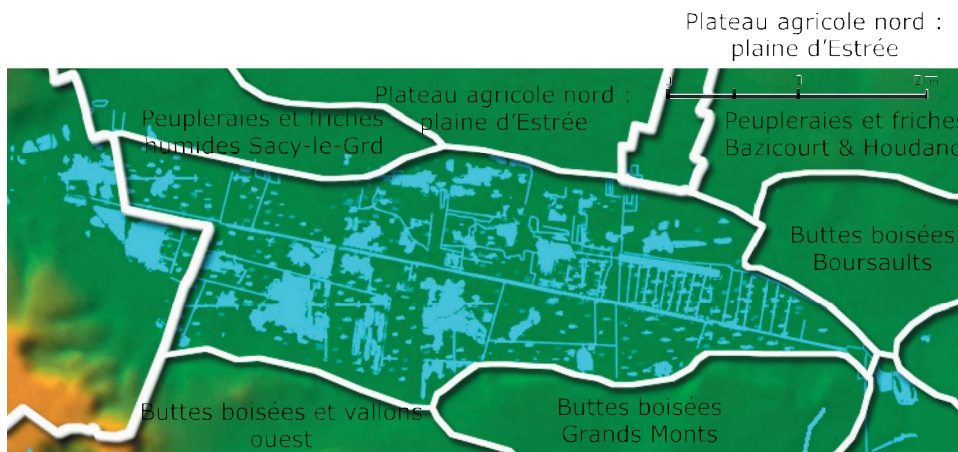 Plateau agricole nord :
plaine d'Estrée
Plateau agricole nord :
plaine d'Estrée
Peupleraies et friches
humides Sacy-le-Grd
Peupleraies et friches
Bazicourt & Houdanc
Buttes boisées
Boursaults
Buttes boisées et vallons
ouest
Buttes boisées
Grands Monts